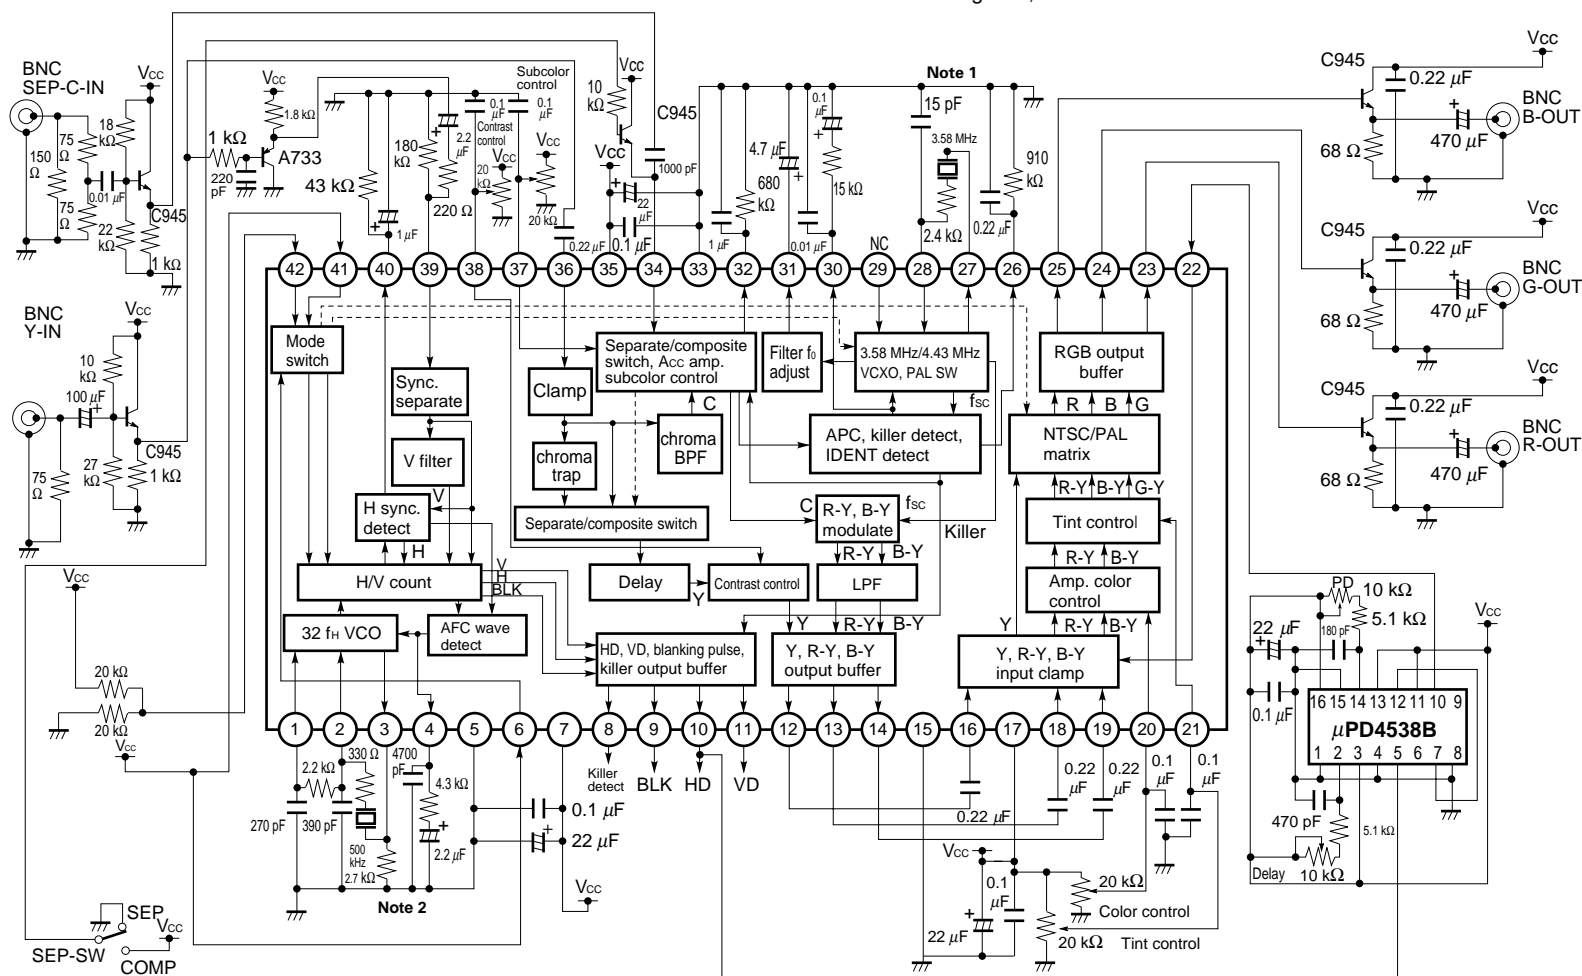 Note 1
BNC
SEP-C-IN
VCC
75
Ω
150
Ω
75
Ω
18
kΩ
0.01 µF
22
kΩ
C945
1 kΩ
1 kΩ
220
pF
VCC
1.8 kΩ
A733
43 kΩ
1 µF
180
kΩ
2.2
µF
220 Ω
0.1
µF
Contrast
control
20
kΩ
VCC
Subcolor
control
0.1
µF
VCC
20 kΩ
0.22 µF
10
kΩ
VCC
C945
1000 pF
VCC
22
µF
0.1 µF
1 µF
680
kΩ
4.7 µF
0.1
µF
15 kΩ
0.01 µF
NC
15 pF
3.58 MHz
2.4 kΩ
910
kΩ
0.22 µF
VCC
C945
0.22 µF
BNC
B-OUT
68 Ω
470 µF
VCC
C945
0.22 µF
BNC
G-OUT
68 Ω
470 µF
VCC
C945
0.22 µF
BNC
R-OUT
68 Ω
470 µF
42 41 40 39 38 37 36 35 34 33 32 31 30 29 28 27 26 25 24 23 22
BNC
Y-IN
VCC
10
kΩ
100 µF
75
Ω
27
kΩ
C945
1 kΩ
Mode
switch
Sync.
separate
V filter
V
H sync.
detect
H
H/V count
32 fH VCO
AFC wave
detect
Clamp
chroma
trap
chroma
BPF
C
Separate/composite
switch, ACC amp.
subcolor control
Separate/composite switch
Delay
Y
Contrast control
Filter f0
adjust
3.58 MHz/4.43 MHz
VCXO, PAL SW
fSC
APC, killer detect,
IDENT detect
C
R-Y, B-Y
modulate
fSC
Killer
R-Y
B-Y
LPF
Y
R-Y
B-Y
V
H
BLK
HD, VD, blanking pulse,
killer output buffer
Y, R-Y, B-Y
output buffer
RGB output
buffer
R B G
NTSC/PAL
matrix
R-Y B-Y G-Y
Tint control
R-Y B-Y
Amp. color
control
Y
R-Y B-Y
Y, R-Y, B-Y
input clamp
VCC
20 kΩ
20 kΩ
VCC
1 2 3 4 5 6 7 8 9 10 11 12 13 14 15 16 17 18 19 20 21
2.2 kΩ
270 pF
390 pF
330 Ω
500
kHz
2.7 kΩ
4700
pF
4.3 kΩ
2.2 µF
0.1 µF
22 µF
VCC
Note 2
Killer
detect
BLK
HD
VD
0.22 µF
0.22
µF
0.22
µF
0.1
µF
0.1
µF
VCC
0.1
µF
22 µF
20 kΩ
Color control
20 kΩ
Tint control
PD
10 kΩ
5.1 kΩ
180 pF
22 µF
0.1 µF
VCC
16 15 14 13 12 11 10 9
µPD4538B
1 2 3 4 5 6 7 8
470 pF
5.1 kΩ
Delay
10 kΩ
SEP
VCC
SEP-SW
COMP